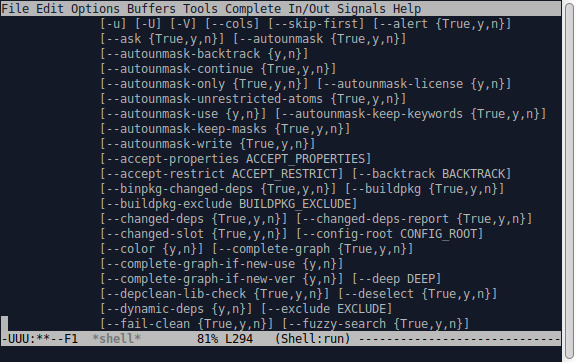 File Edit Options Buffers Tools Complete In/Out Signals Help
[-u] [-U] [-V] [--cols] [--skip-first] [--alert {True,y,n}]
[--ask {True,y,n}] [--autounmask {True,y,n}]
[--autounmask-backtrack {y,n}]
[--autounmask-continue {True,y,n}]
[--autounmask-only {True,y,n}] [--autounmask-license {y,n}]
[--autounmask-unrestricted-atoms {True,y,n}]
[--autounmask-use {y,n}] [--autounmask-keep-keywords {True,y,n}]
[--autounmask-keep-masks {True,y,n}]
[--autounmask-write {True,y,n}]
[--accept-properties ACCEPT_PROPERTIES]
[--accept-restrict ACCEPT_RESTRICT] [--backtrack BACKTRACK]
[--binpkg-changed-deps {True,y,n}] [--buildpkg {True,y,n}]
[--buildpkg-exclude BUILDPKG_EXCLUDE]
[--changed-deps {True,y,n}] [--changed-deps-report {True,y,n}]
[--changed-slot {True,y,n}] [--config-root CONFIG_ROOT]
[--color {y,n}] [--complete-graph {True,y,n}]
[--complete-graph-if-new-use {y,n}]
[--complete-graph-if-new-ver {y,n}] [--deep DEEP]
[--depclean-lib-check {True,y,n}] [--deselect {True,y,n}]
[--dynamic-deps {y,n}] [--exclude EXCLUDE]
[--fail-clean {True,y,n}] [--fuzzy-search {True,y,n}]
-UUU:**--F1  *shell*       81% L294   (Shell:run) -----------------------------